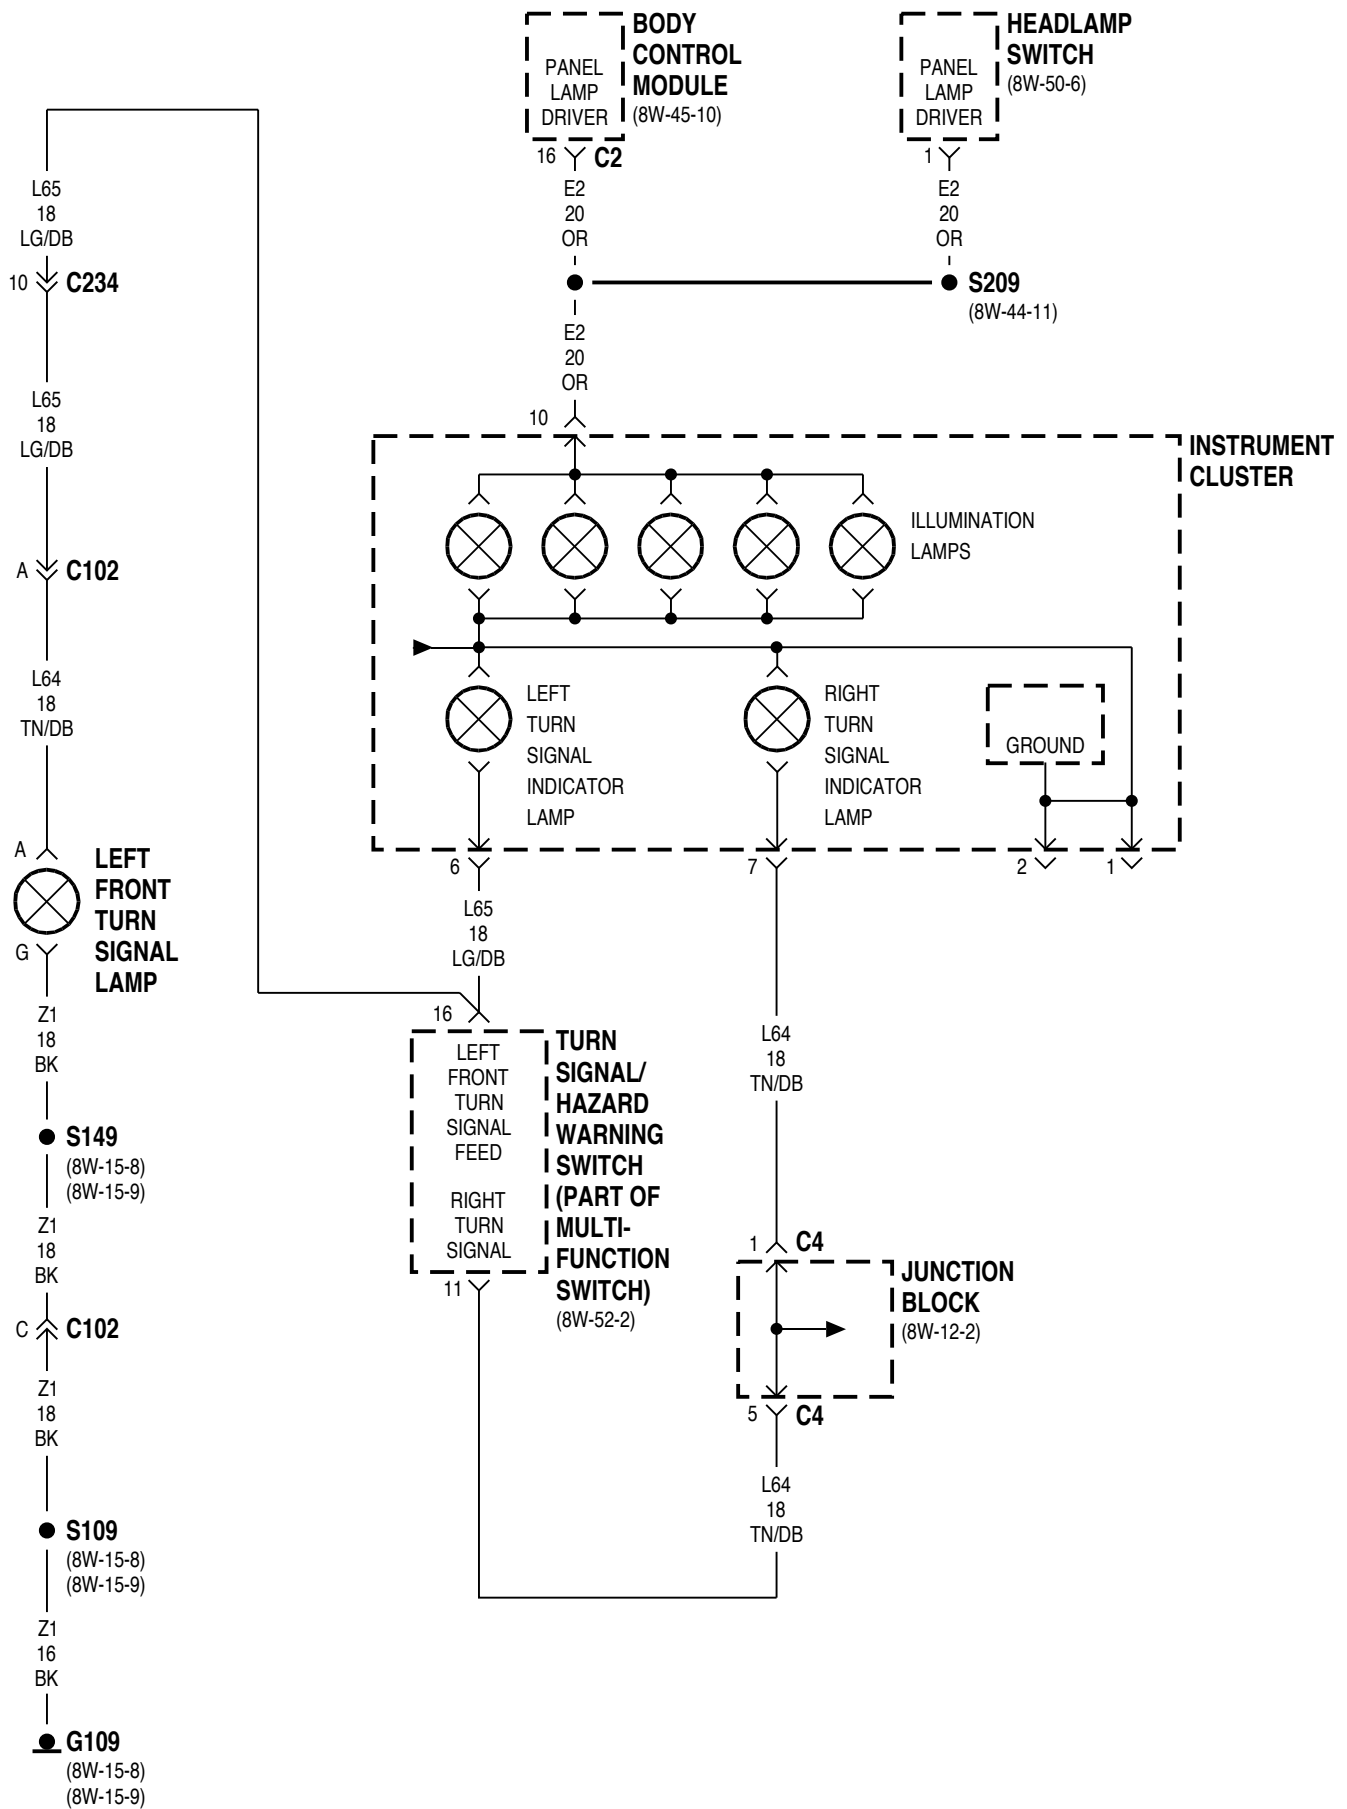 BODY
CONTROL
MODULE
(8W-45-10)
PANEL
LAMP
DRIVER
16
C2
E2
20
OR
HEADLAMP
SWITCH
(8W-50-6)
PANEL
LAMP
DRIVER
1
E2
20
OR
S209
(8W-44-11)
E2
20
OR
10
INSTRUMENT
CLUSTER
ILLUMINATION
LAMPS
LEFT
TURN
SIGNAL
INDICATOR
LAMP
RIGHT
TURN
SIGNAL
INDICATOR
LAMP
GROUND
6
7
2
1
L65
18
LG/DB
10
C234
L65
18
LG/DB
A
C102
L64
18
TN/DB
A
LEFT
FRONT
TURN
SIGNAL
LAMP
G
Z1
18
BK
S149
(8W-15-8)
(8W-15-9)
Z1
18
BK
C
C102
Z1
18
BK
S109
(8W-15-8)
(8W-15-9)
Z1
16
BK
G109
(8W-15-8)
(8W-15-9)
L65
18
LG/DB
16
LEFT
FRONT
TURN
SIGNAL
FEED
RIGHT
TURN
SIGNAL
11
TURN
SIGNAL/
HAZARD
WARNING
SWITCH
(PART OF
MULTI-
FUNCTION
SWITCH)
(8W-52-2)
L64
18
TN/DB
1
C4
JUNCTION
BLOCK
(8W-12-2)
5
C4
L64
18
TN/DB